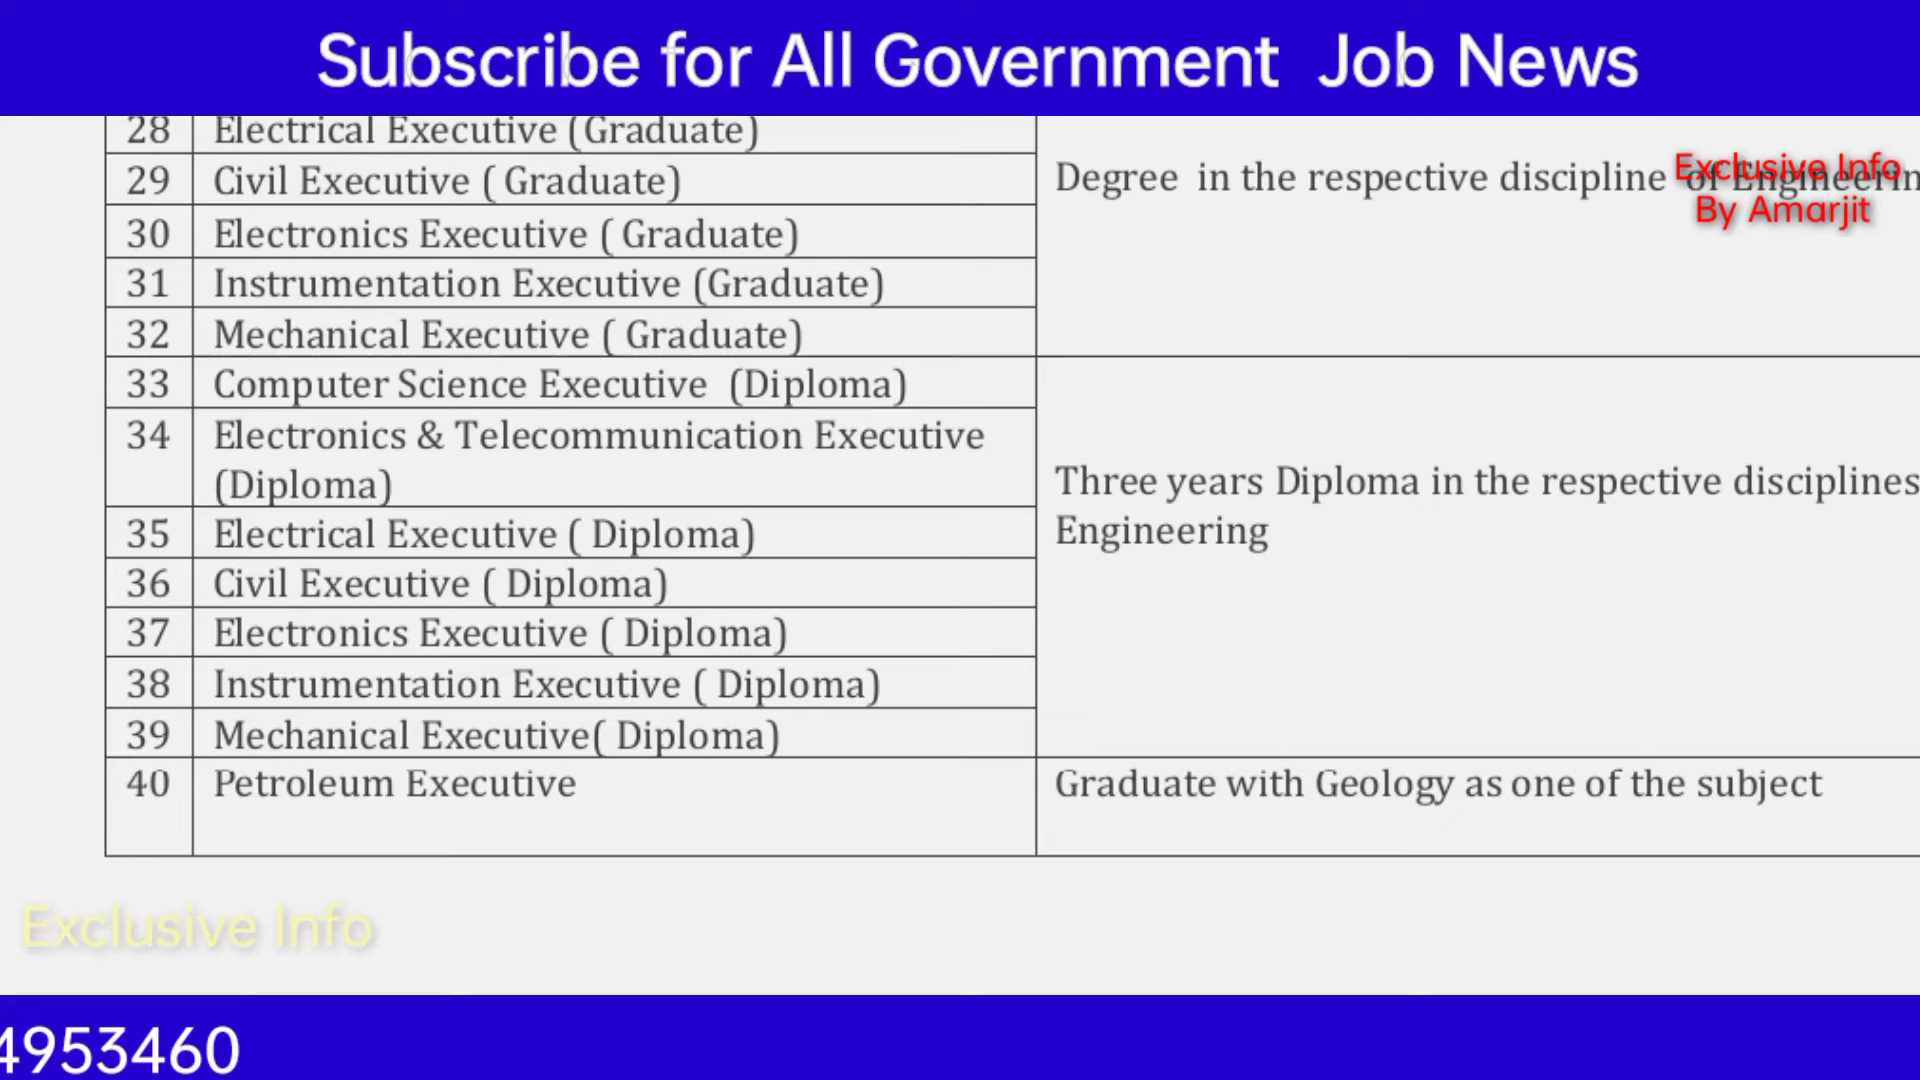 Subscribe for All Government Job News
28 Electrical Executive (Graduate)
29 Civil Executive ( Graduate)
Degree in the respective discipline of Engineerin
Exclusive Info
By Amarjit
30 Electronics Executive ( Graduate)
31 Instrumentation Executive (Graduate)
32 Mechanical Executive ( Graduate)
33 Computer Science Executive (Diploma)
34 Electronics & Telecommunication Executive
(Diploma)
Three years Diploma in the respective disciplines
Engineering
35 Electrical Executive ( Diploma)
36 Civil Executive ( Diploma)
37 Electronics Executive ( Diploma)
38 Instrumentation Executive ( Diploma)
39 Mechanical Executive( Diploma)
40 Petroleum Executive
Graduate with Geology as one of the subject
Exclusive Info
4953460